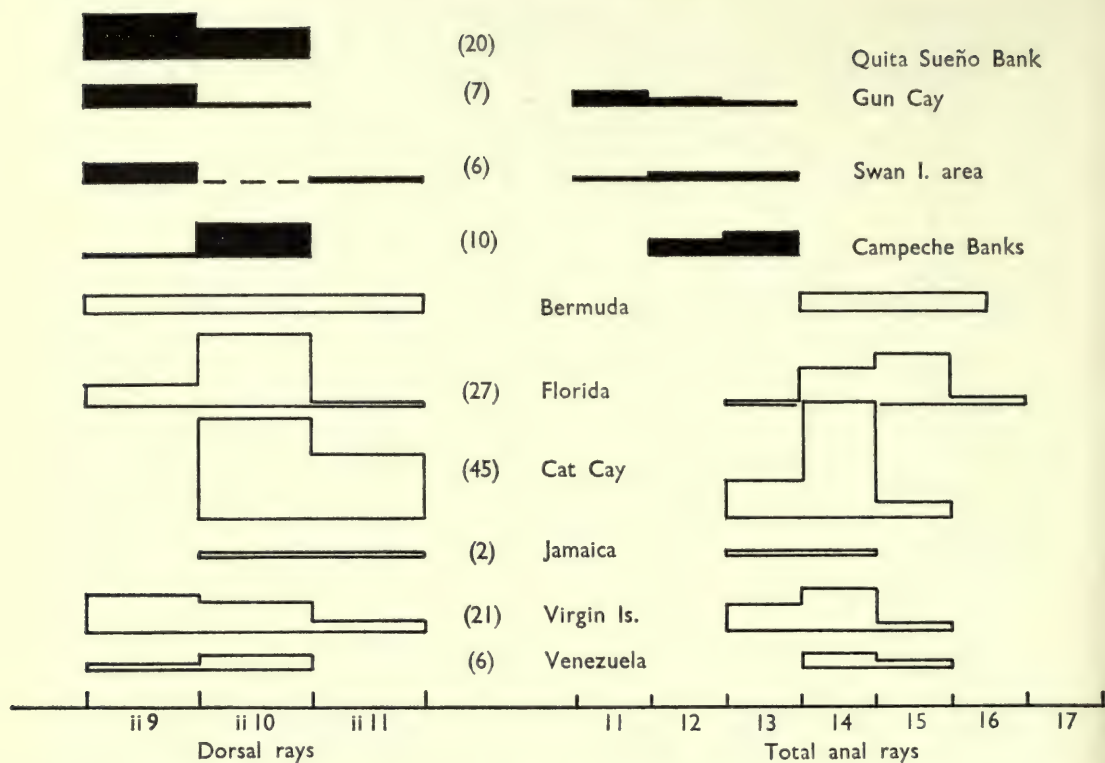 (20) Quita Sueño Bank
(7) Gun Cay
(6) Swan I. area
(10) Campeche Banks
Bermuda
(27) Florida
(45) Cat Cay
(2) Jamaica
(21) Virgin Is.
(6) Venezuela
ii 9 ii 10 ii 11 11 12 13 14 15 16 17
Dorsal rays Total anal rays